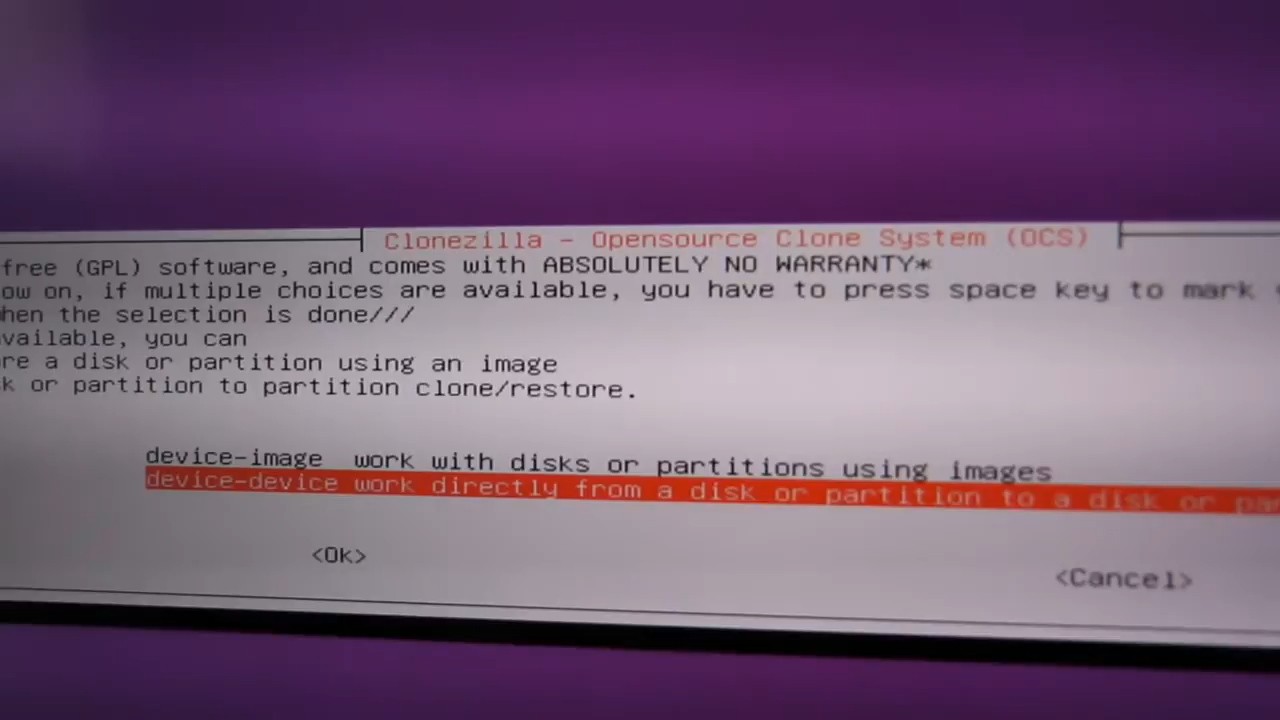 Clonezilla - Opensource Clone System (OCS)
free (GPL) software, and comes with ABSOLUTELY NO WARRANTY*
ow on, if multiple choices are available, you have to press space key to mark
hen the selection is done///
vailable, you can
re a disk or partition using an image
k or partition to partition clone/restore.
device-image work with disks or partitions using images
device-device work directly from a disk or partition to a disk or par
<Ok>
<Cancel>